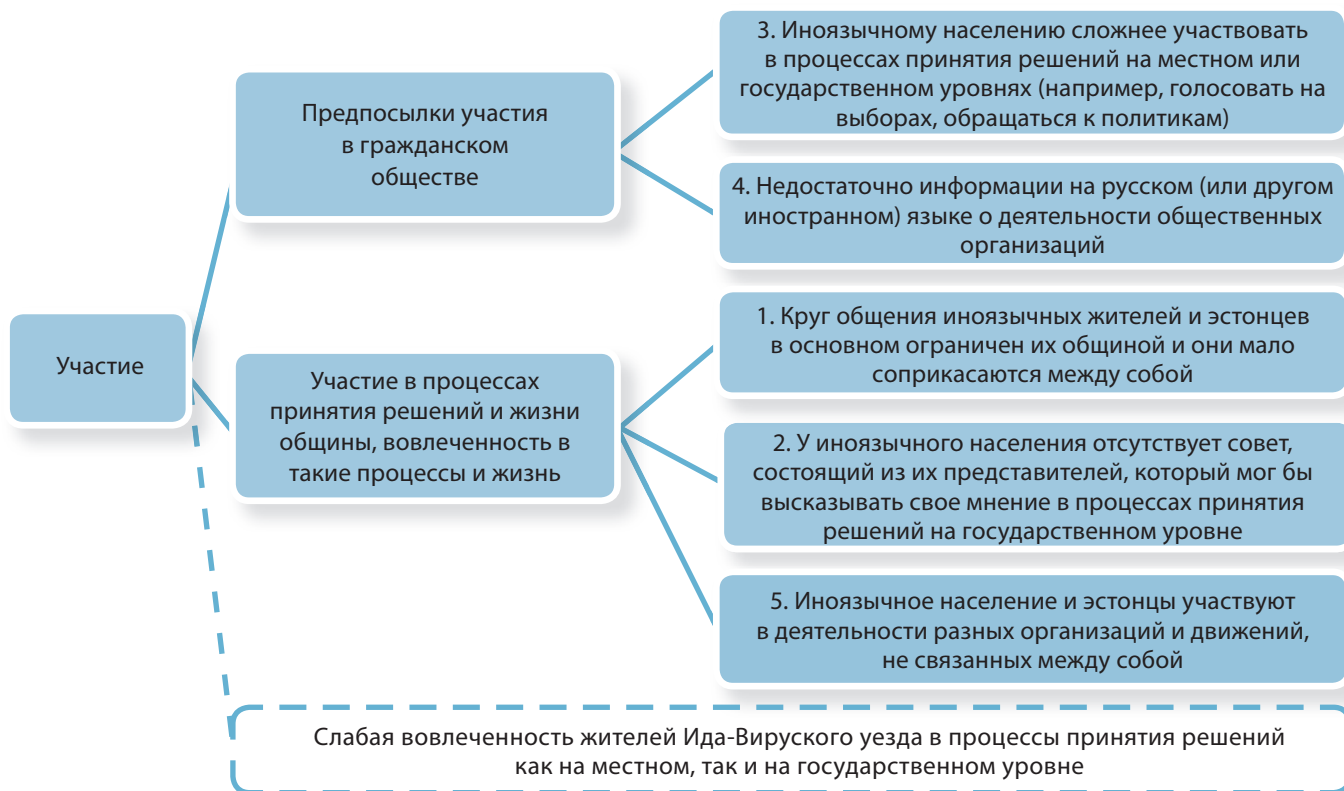 Участие
Предпосылки участия
в гражданском
обществе
3. Иноязычному населению сложнее участвовать
в процессах принятия решений на местном или
государственном уровнях (например, голосовать на
выборах, обращаться к политикам)
4. Недостаточно информации на русском (или другом
иностранном) языке о деятельности общественных
организаций
Участие в процессах
принятия решений и жизни
общины, вовлеченность в
такие процессы и жизнь
1. Круг общения иноязычных жителей и эстонцев
в основном ограничен их общиной и они мало
соприкасаются между собой
2. У иноязычного населения отсутствует совет,
состоящий из их представителей, который мог бы
высказывать свое мнение в процессах принятия
решений на государственном уровне
5. Иноязычное население и эстонцы участвуют
в деятельности разных организаций и движений,
не связанных между собой
Слабая вовлеченность жителей Ида-Вируского уезда в процессы принятия решений
как на местном, так и на государственном уровне